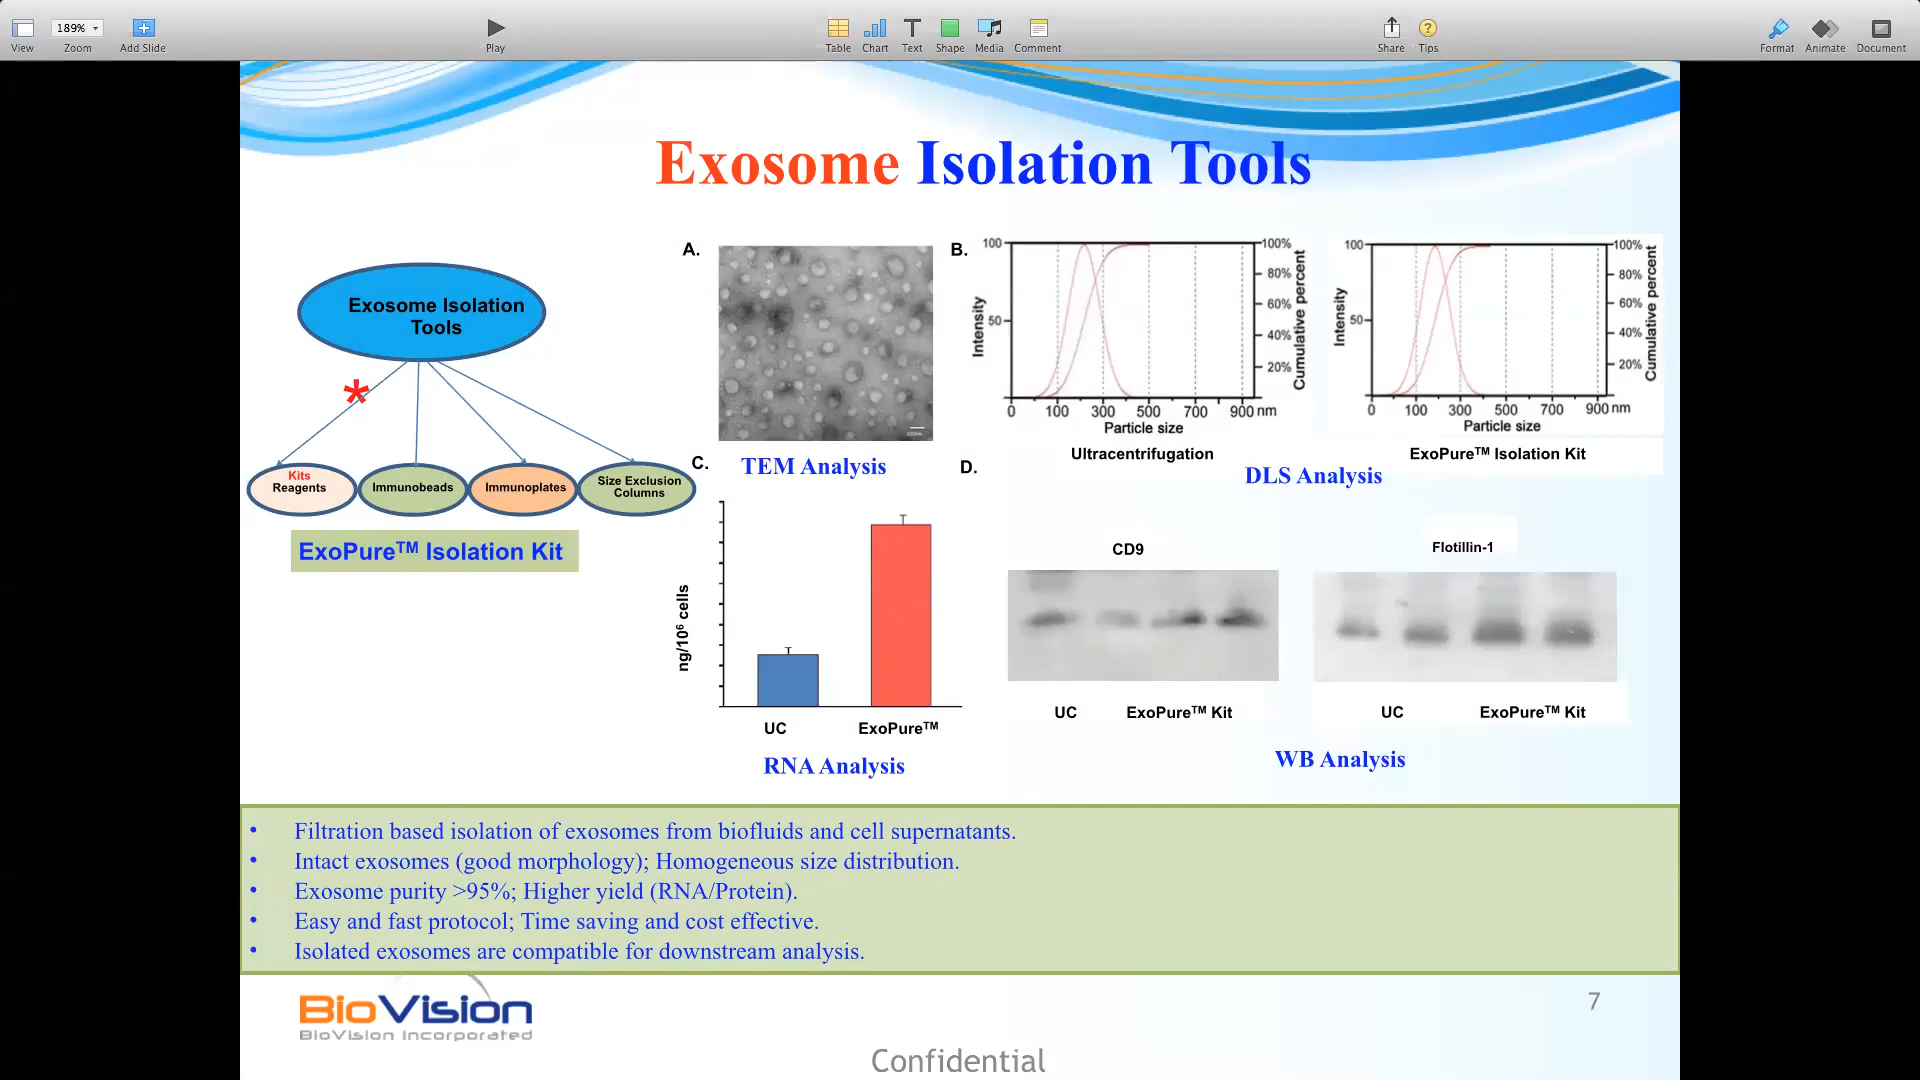 189%
View
Zoom
Add Slide
Play
Table
Chart
Text
Shape
Media
Comment
Share
Tips
Format
Animate
Document
Exosome Isolation Tools
Exosome Isolation
Tools
*
Kits
Reagents
Immunobeads
Immunoplates
Size Exclusion
Columns
ExoPure™ Isolation Kit
A.
TEM Analysis
B.
100
50
Intensity
100%
80%
60%
40%
20%
Cumulative percent
0 100 300 500 700 900 nm
Particle size
Ultracentrifugation
100
50
Intensity
100%
80%
60%
40%
20%
Cumulative percent
0 100 300 500 700 900 nm
Particle size
ExoPure™ Isolation Kit
DLS Analysis
C.
ng/10⁶ cells
UC
ExoPure™
RNA Analysis
D.
CD9
UC
ExoPure™ Kit
Flotillin-1
UC
ExoPure™ Kit
WB Analysis
• Filtration based isolation of exosomes from biofluids and cell supernatants.
• Intact exosomes (good morphology); Homogeneous size distribution.
• Exosome purity >95%; Higher yield (RNA/Protein).
• Easy and fast protocol; Time saving and cost effective.
• Isolated exosomes are compatible for downstream analysis.
BioVision
BioVision Incorporated
7
Confidential